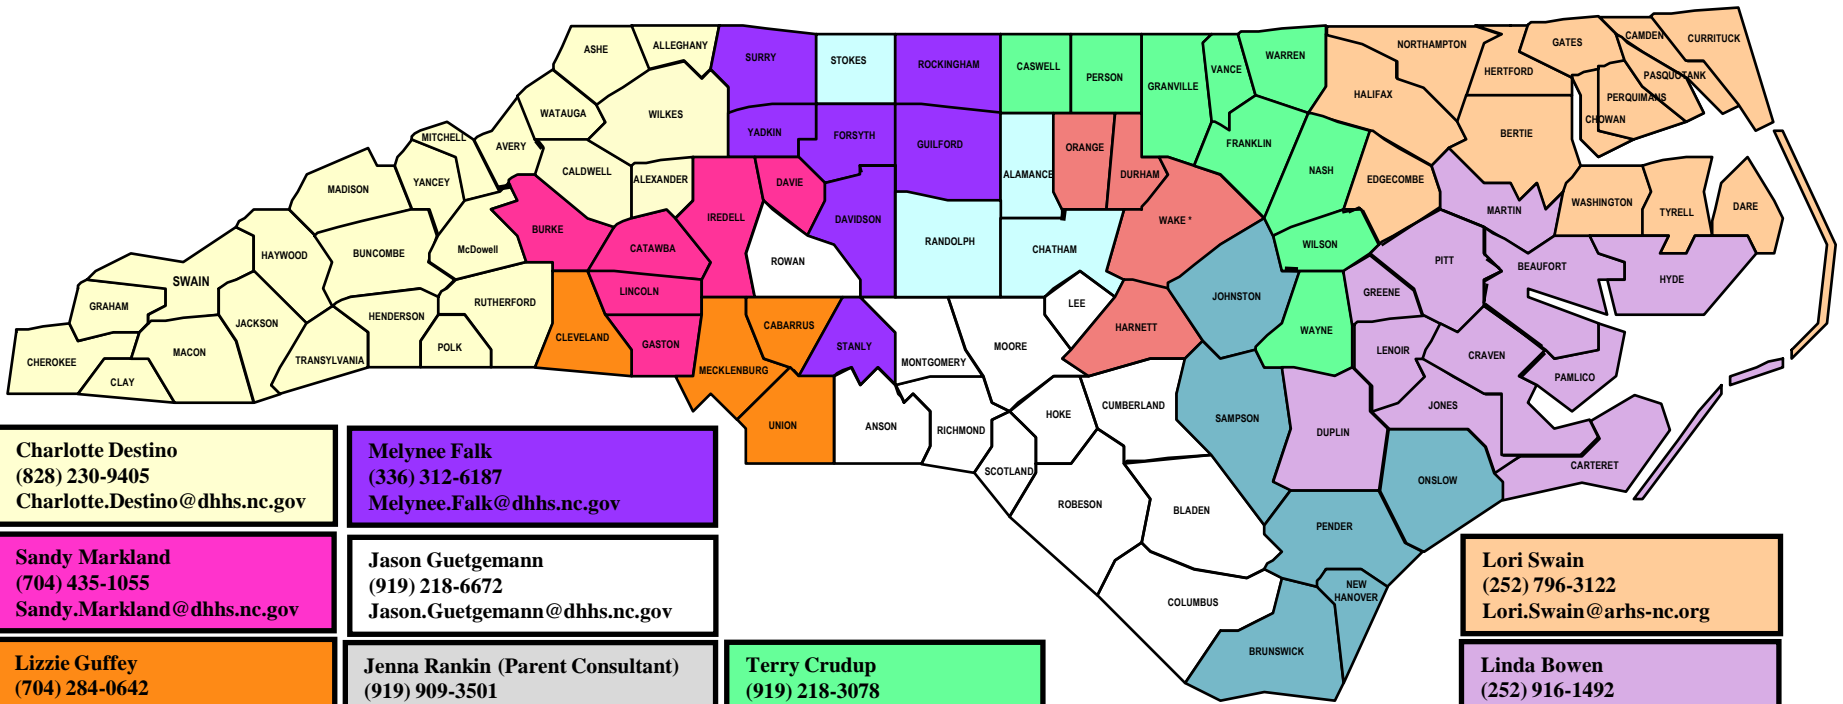 ASHE
ALLEGHANY
SURRY
STOKES
ROCKINGHAM
CASWELL
PERSON
GRANVILLE
VANCE
WARREN
NORTHAMPTON
GATES
CAMDEN
CURRITUCK
HERTFORD
PASQUOTANK
PERQUIMANS
CHOWAN
HALIFAX
BERTIE
WATAUGA
WILKES
YADKIN
FORSYTH
GUILFORD
ALAMANCE
ORANGE
DURHAM
FRANKLIN
NASH
EDGECOMBE
MITCHELL
AVERY
CALDWELL
ALEXANDER
MADISON
YANCEY
IREDELL
DAVIE
DAVIDSON
RANDOLPH
CHATHAM
WAKE *
WILSON
MARTIN
WASHINGTON
TYRELL
DARE
BURKE
CATAWBA
ROWAN
HAYWOOD
BUNCOMBE
McDowell
PITT
BEAUFORT
HYDE
SWAIN
GRAHAM
JACKSON
HENDERSON
RUTHERFORD
LINCOLN
LEE
JOHNSTON
GREENE
CHEROKEE
MACON
CLAY
TRANSYLVANIA
POLK
CLEVELAND
GASTON
CABARRUS
STANLY
MECKLENBURG
MONTGOMERY
MOORE
HARNETT
WAYNE
LENOIR
CRAVEN
PAMLICO
UNION
ANSON
RICHMOND
HOKE
CUMBERLAND
SAMPSON
DUPLIN
JONES
CARTERET
SCOTLAND
ROBESON
BLADEN
ONSLOW
PENDER
COLUMBUS
NEW
HANOVER
BRUNSWICK
Charlotte Destino
(828) 230-9405
Charlotte.Destino@dhhs.nc.gov
Melynee Falk
(336) 312-6187
Melynee.Falk@dhhs.nc.gov
Sandy Markland
(704) 435-1055
Sandy.Markland@dhhs.nc.gov
Jason Guetgemann
(919) 218-6672
Jason.Guetgemann@dhhs.nc.gov
Lori Swain
(252) 796-3122
Lori.Swain@arhs-nc.org
Lizzie Guffey
(704) 284-0642
Jenna Rankin (Parent Consultant)
(919) 909-3501
Terry Crudup
(919) 218-3078
Linda Bowen
(252) 916-1492